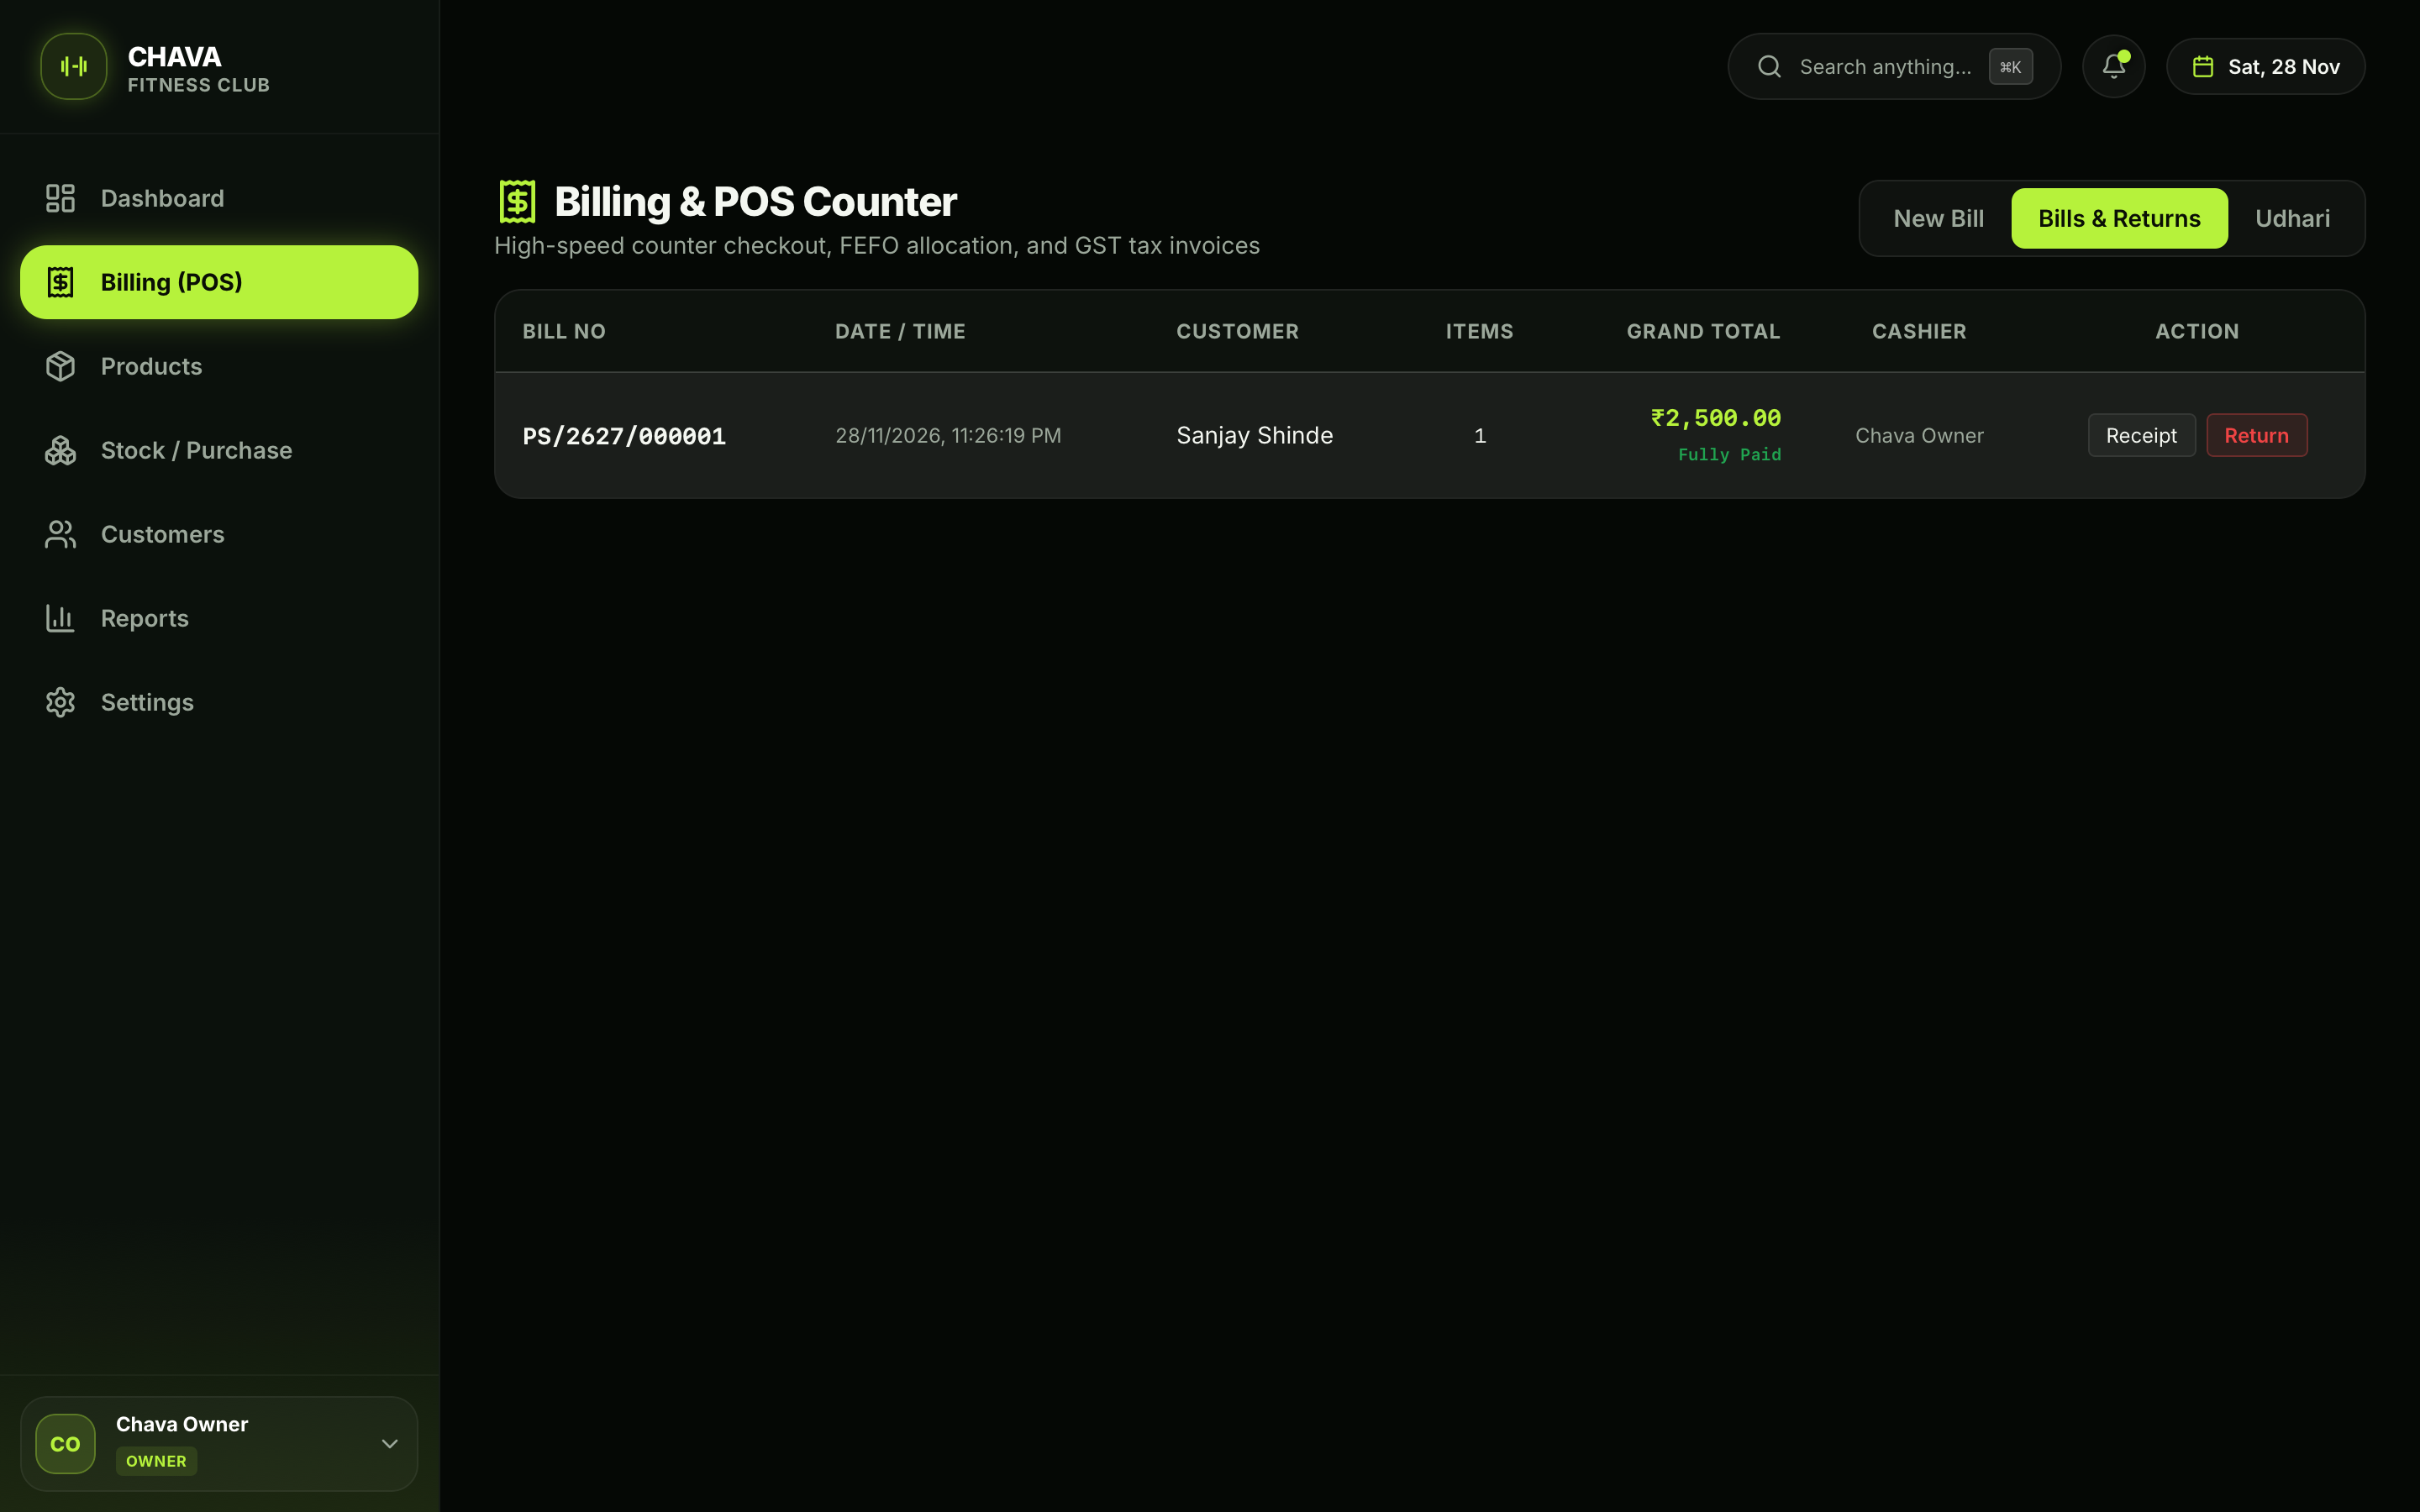 CHAVA
FITNESS CLUB
Dashboard
Billing (POS)
Products
Stock / Purchase
Customers
Reports
Settings
CO
Chava Owner
OWNER
Search anything...
⌘K
Sat, 28 Nov
Billing & POS Counter
High-speed counter checkout, FEFO allocation, and GST tax invoices
New Bill
Bills & Returns
Udhari
BILL NO DATE / TIME CUSTOMER ITEMS GRAND TOTAL CASHIER ACTION
PS/2627/000001 28/11/2026, 11:26:19 PM Sanjay Shinde 1 ₹2,500.00 Chava Owner Receipt Return
Fully Paid